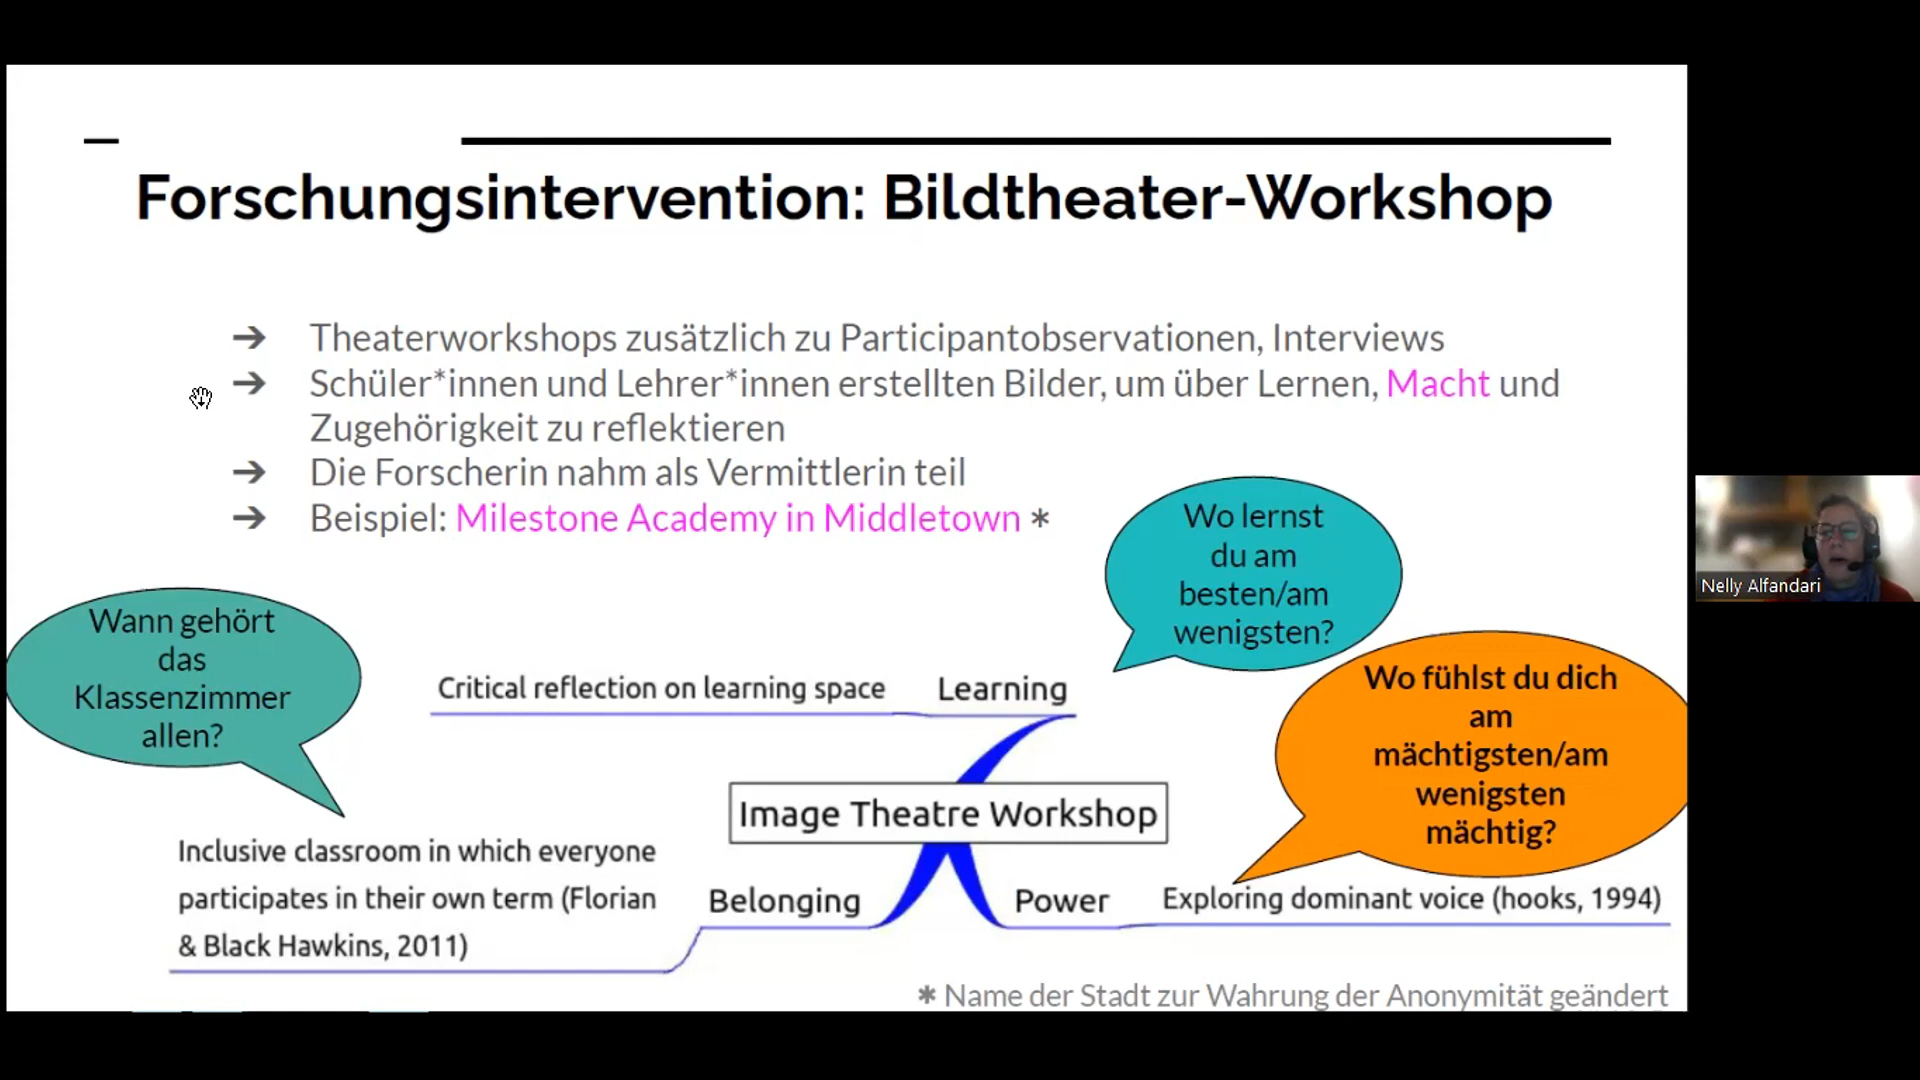 Forschungsintervention: Bildtheater-Workshop
➔ Theaterworkshops zusätzlich zu Participantobservationen, Interviews
➔ Schüler*innen und Lehrer*innen erstellten Bilder, um über Lernen, Macht und
Zugehörigkeit zu reflektieren
➔ Die Forscherin nahm als Vermittlerin teil
➔ Beispiel: Milestone Academy in Middletown *
Wo lernst
du am
besten/am
wenigsten?
Nelly Alfandari
Wann gehört
das
Klassenzimmer
allen?
Wo fühlst du dich
am
mächtigsten/am
wenigsten
mächtig?
Critical reflection on learning space
Learning
Image Theatre Workshop
Inclusive classroom in which everyone
participates in their own term (Florian
& Black Hawkins, 2011)
Belonging
Power
Exploring dominant voice (hooks, 1994)
* Name der Stadt zur Wahrung der Anonymität geändert